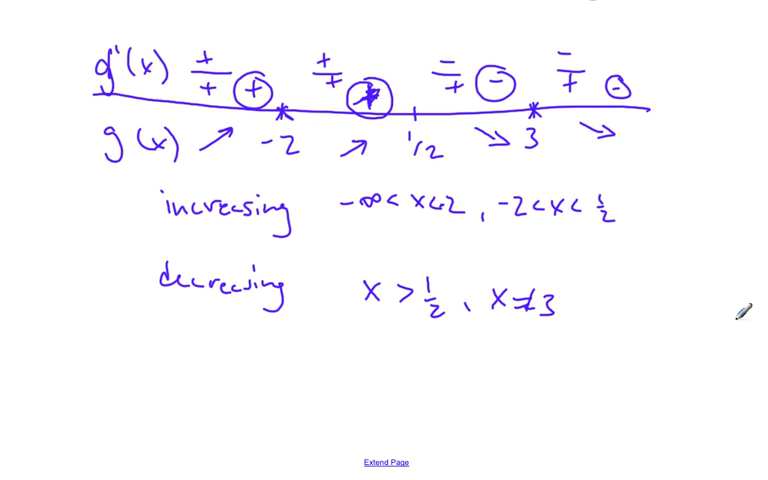 g'(x) +/+ (+) +/+ (+) -/+ (-) -/+ (-)
g(x) ↗ -2 ↗ 1/2 ↘ 3 ↘
increasing -∞ < x < -2 , -2 < x < 1/2
decreasing x > 1/2 , x ≠ 3
Extend Page